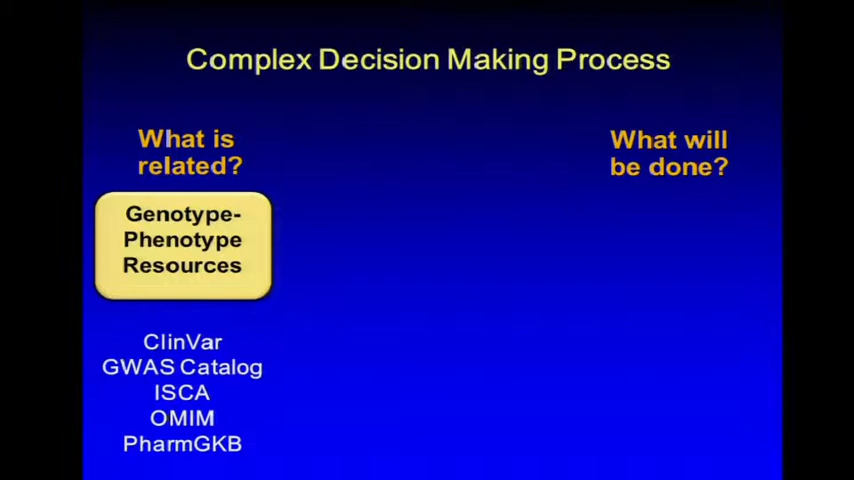 Complex Decision Making Process
What is
related?
What will
be done?
Genotype-
Phenotype
Resources
ClinVar
GWAS Catalog
ISCA
OMIM
PharmGKB